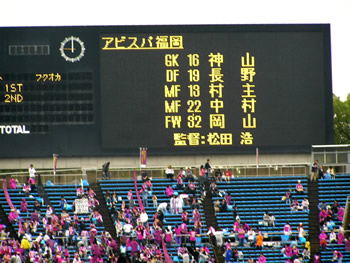 アビスパ福岡
GK 16 神山
DF 19 長野
MF 13 村主
MF 22 中村
FW 32 岡山
監督:松田 浩
フクオカ
1ST
2ND
TOTAL